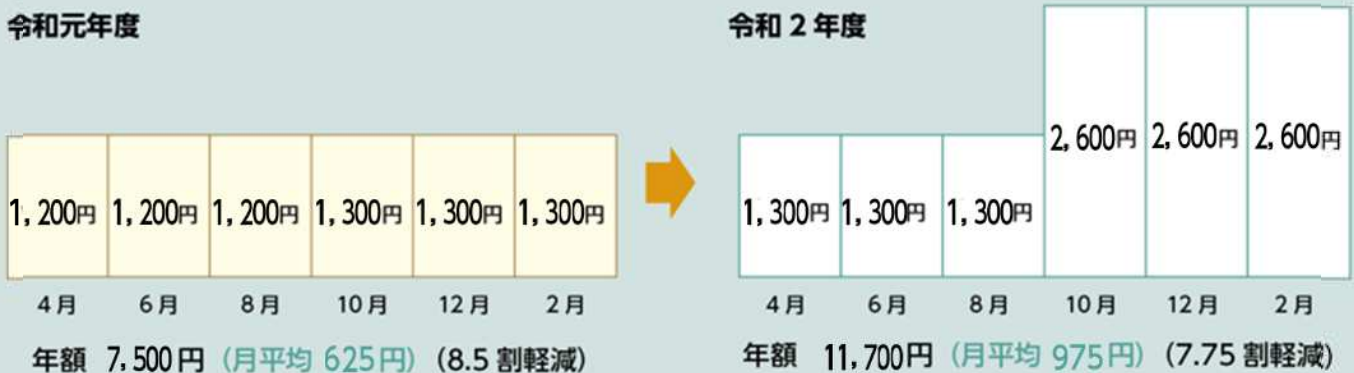 令和元年度
1,200円 1,200円 1,200円 1,300円 1,300円 1,300円
4月 6月 8月 10月 12月 2月
年額 7,500円 (月平均 625円) (8.5割軽減)
令和2年度
2,600円 2,600円 2,600円
1,300円 1,300円 1,300円
4月 6月 8月 10月 12月 2月
年額 11,700円 (月平均 975円) (7.75割軽減)